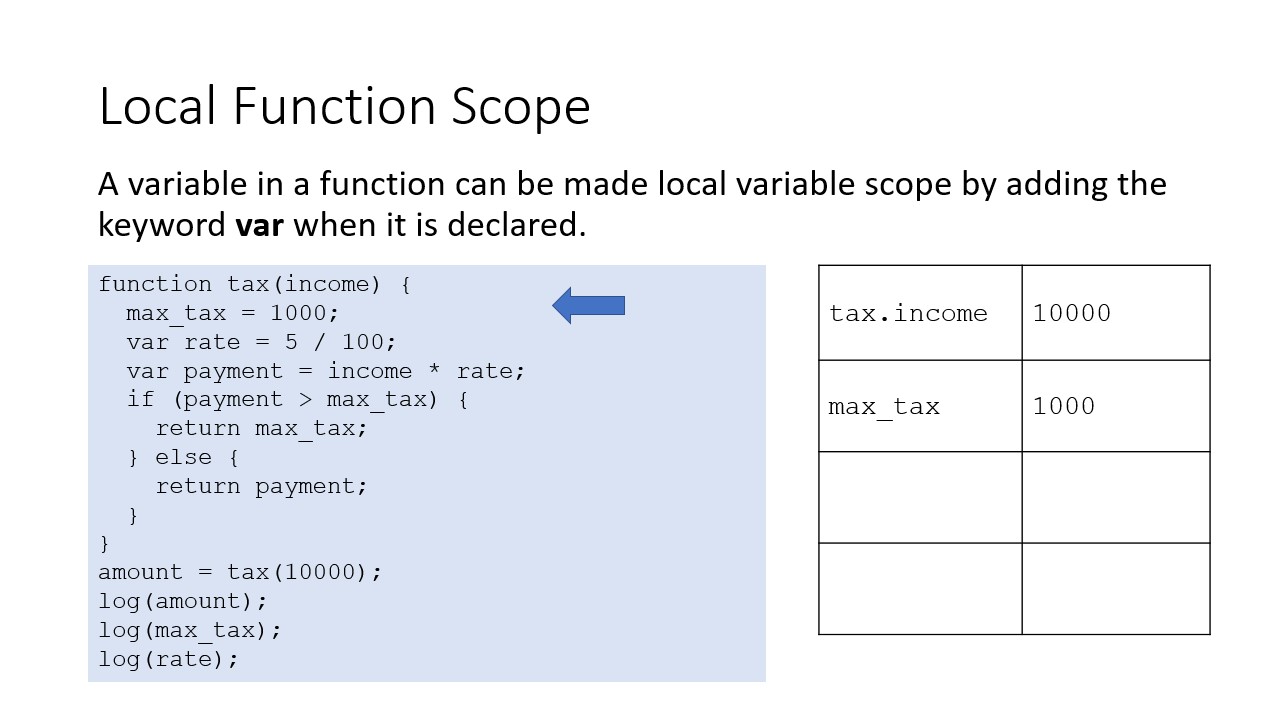 Local Function Scope
A variable in a function can be made local variable scope by adding the
keyword var when it is declared.
function tax(income) {
  max_tax = 1000;
  var rate = 5 / 100;
  var payment = income * rate;
  if (payment > max_tax) {
    return max_tax;
  } else {
    return payment;
  }
}
amount = tax(10000);
log(amount);
log(max_tax);
log(rate);
tax.income 10000
max_tax 1000